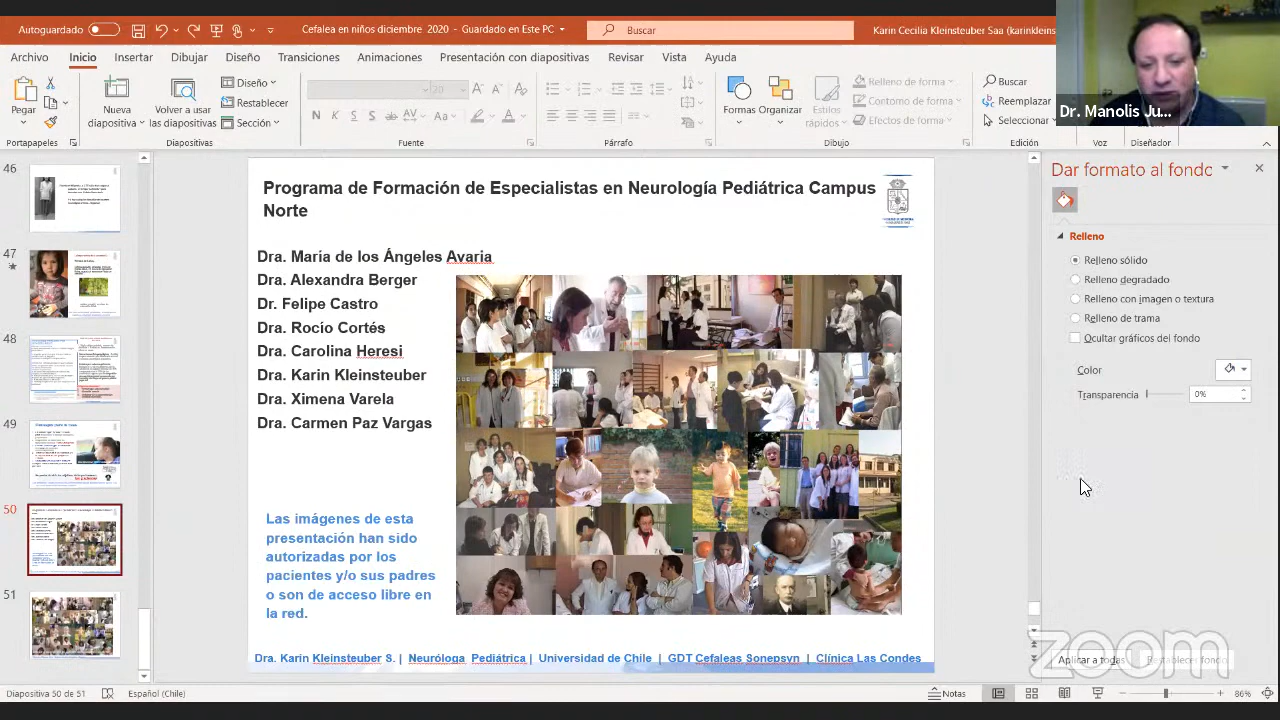 Autoguardado
Cefalea en niños diciembre 2020 - Guardado en Este PC
Buscar
Karin Cecilia Kleinsteuber Saa (karinkleins
Archivo
Inicio
Insertar
Dibujar
Diseño
Transiciones
Animaciones
Presentación con diapositivas
Revisar
Vista
Ayuda
Pegar
Nueva
diapositiva
Volver a usar
las diapositivas
Diseño
Restablecer
Sección
Formas
Organizar
Estilos
rápidos
Relleno de forma
Contorno de forma
Efectos de forma
Buscar
Reemplazar
Seleccionar
Portapapeles
Diapositivas
Fuente
Párrafo
Dibujo
Edición
Voz
Diseñador
Dr. Manolis Ju...
46
47
48
49
50
51
Programa de Formación de Especialistas en Neurología Pediátrica Campus
Norte
Dra. María de los Ángeles Avaria
Dra. Alexandra Berger
Dr. Felipe Castro
Dra. Rocío Cortés
Dra. Carolina Heresi
Dra. Karin Kleinsteuber
Dra. Ximena Varela
Dra. Carmen Paz Vargas
Las imágenes de esta
presentación han sido
autorizadas por los
pacientes y/o sus padres
o son de acceso libre en
la red.
Dra. Karin Kleinsteuber S. | Neuróloga Pediátrica | Universidad de Chile | GDT Cefaleas Sonepsyn | Clínica Las Condes
Dar formato al fondo
Relleno
Relleno sólido
Relleno degradado
Relleno con imagen o textura
Relleno de trama
Ocultar gráficos del fondo
Color
Transparencia
0%
Aplicar a todas
Restablecer fondo
zoom
Diapositiva 50 de 51
Español (Chile)
Notas
86%